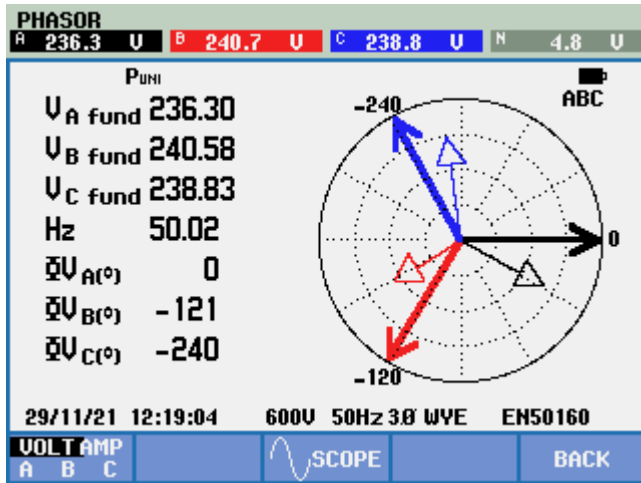 PHASOR
A 236.3 V B 240.7 V C 238.8 V N 4.8 V
PUNI
VA fund 236.30
VB fund 240.58
VC fund 238.83
Hz 50.02
ΦVA(°) 0
ΦVB(°) -121
ΦVC(°) -240
ABC
-240
0
-120
29/11/21 12:19:04 600V 50Hz 3Ø WYE EN50160
VOLT AMP
A B C
SCOPE
BACK